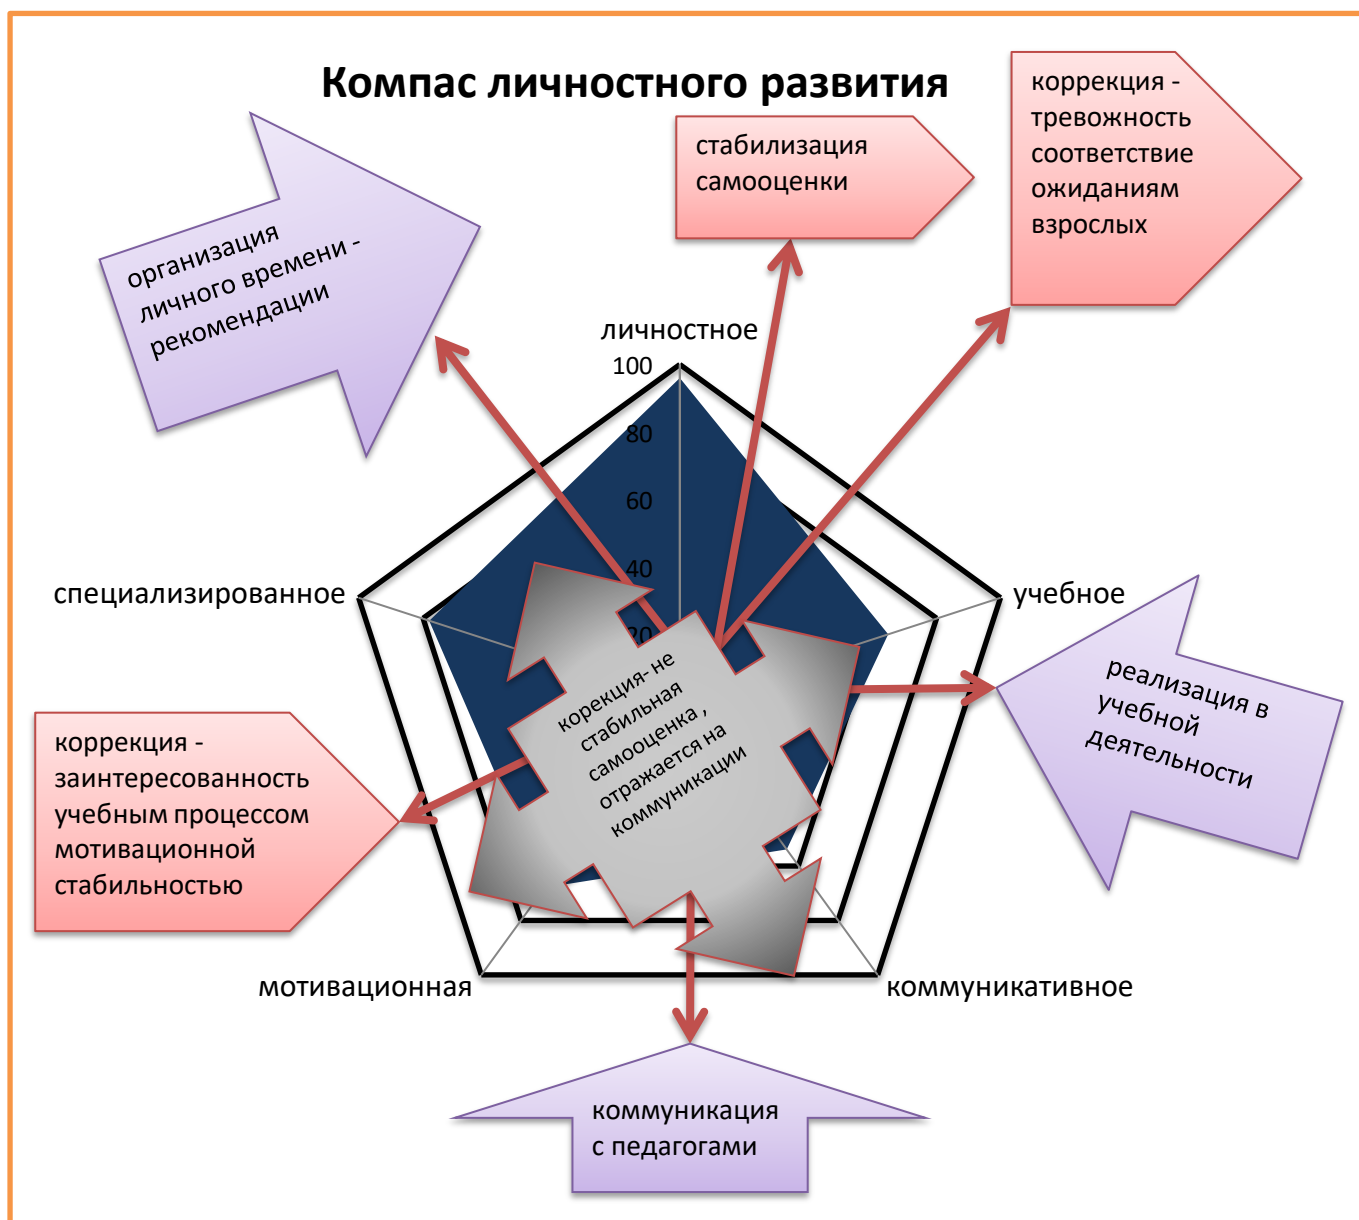 Компас личностного развития
коррекция -
тревожность
соответствие
ожиданиям
взрослых
стабилизация
самооценки
организация
личного времени -
рекомендации
личностное
100
80
60
40
20
специализированное
учебное
корекция- не
стабильная
самооценка ,
отражается на
коммуникации
реализация в
учебной
деятельности
коррекция -
заинтересованность
учебным процессом
мотивационной
стабильностью
мотивационная
коммуникативное
коммуникация
с педагогами